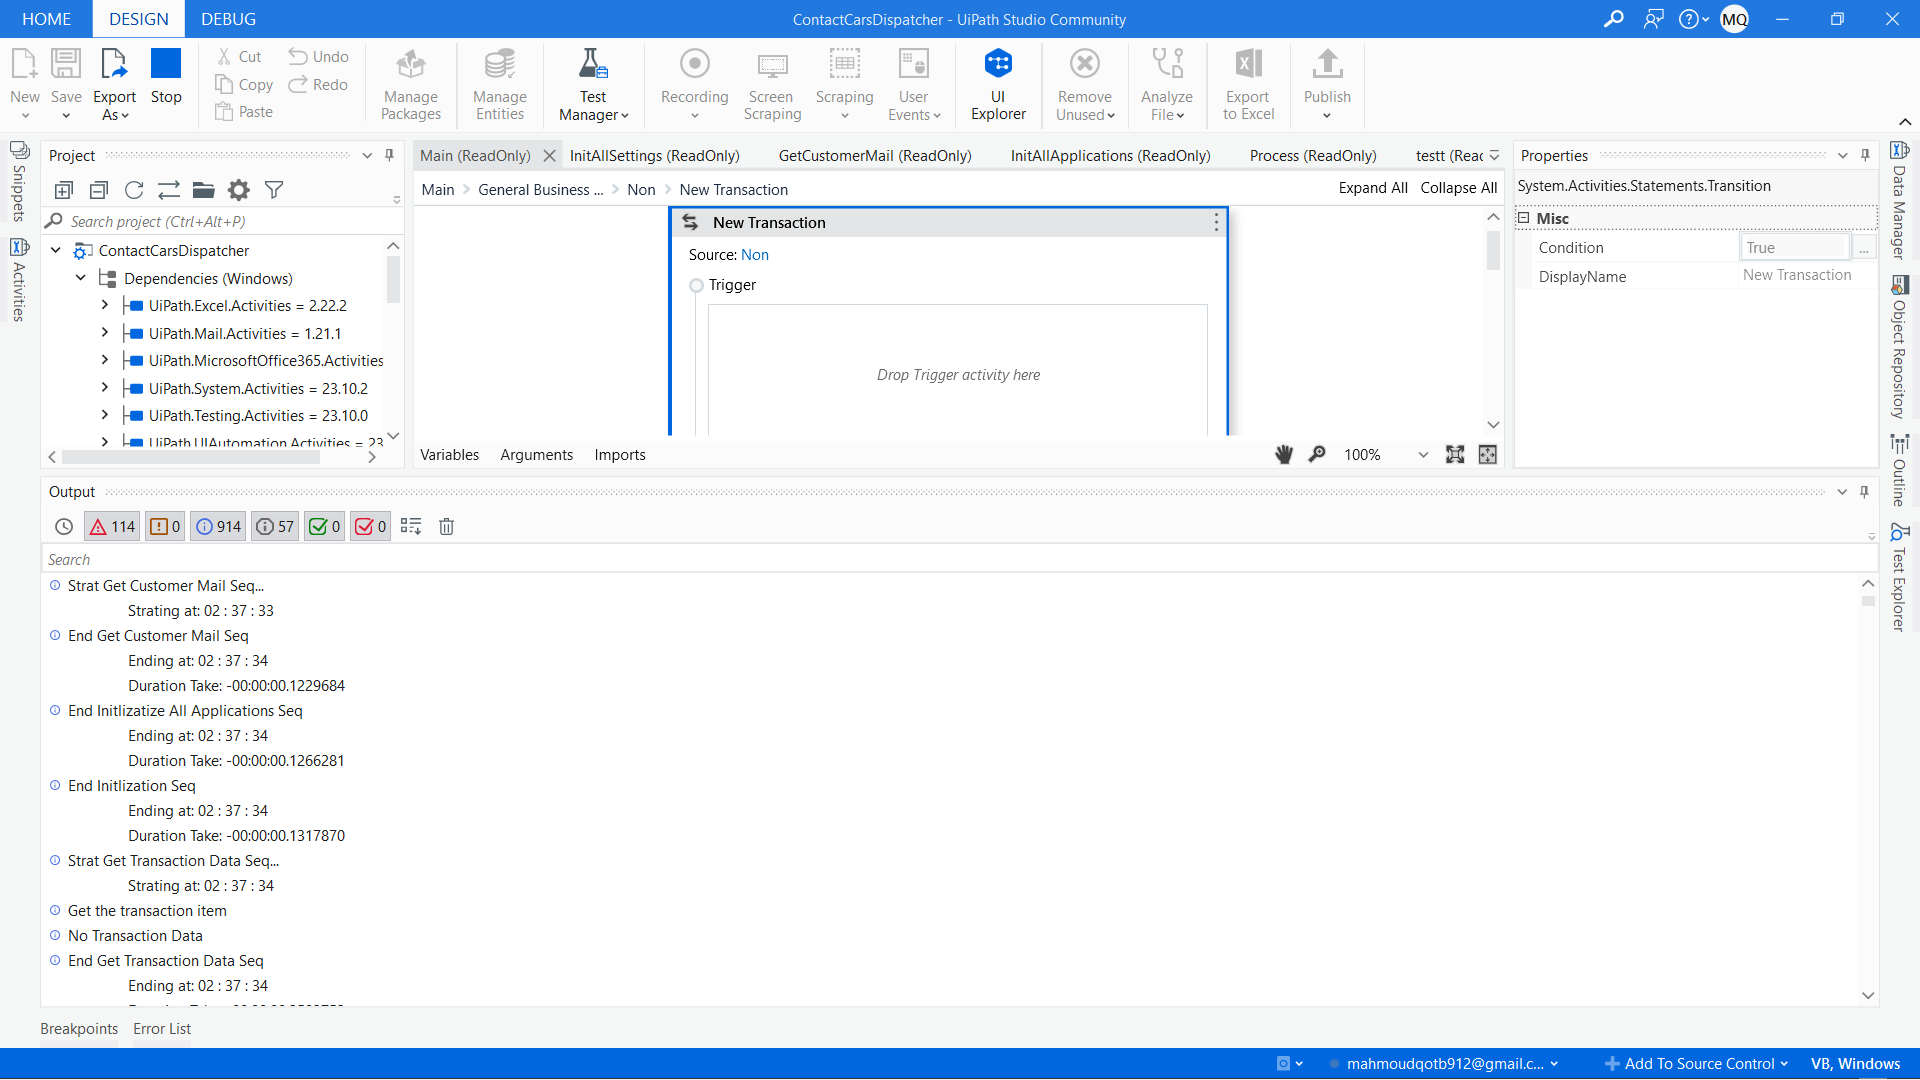 HOME DESIGN DEBUG ContactCarsDispatcher - UiPath Studio Community MQ
New Save Export As Stop Cut Copy Paste Undo Redo Manage Packages Manage Entities Test Manager Recording Screen Scraping Scraping User Events UI Explorer Remove Unused Analyze File Export to Excel Publish
Snippets
Activities
Project
Search project (Ctrl+Alt+P)
ContactCarsDispatcher
Dependencies (Windows)
UiPath.Excel.Activities = 2.22.2
UiPath.Mail.Activities = 1.21.1
UiPath.MicrosoftOffice365.Activities
UiPath.System.Activities = 23.10.2
UiPath.Testing.Activities = 23.10.0
UiPath.UIAutomation.Activities = 23
Main (ReadOnly) InitAllSettings (ReadOnly) GetCustomerMail (ReadOnly) InitAllApplications (ReadOnly) Process (ReadOnly) testt (Reac
Main > General Business ... > Non > New Transaction Expand All Collapse All
New Transaction
Source: Non
Trigger
Drop Trigger activity here
Variables Arguments Imports 100%
Properties
System.Activities.Statements.Transition
Misc
Condition True ...
DisplayName New Transaction
Data Manager
Object Repository
Outline
Test Explorer
Output
114 0 914 57 0 0
Search
Strat Get Customer Mail Seq...
Strating at: 02 : 37 : 33
End Get Customer Mail Seq
Ending at: 02 : 37 : 34
Duration Take: -00:00:00.1229684
End Initlizatize All Applications Seq
Ending at: 02 : 37 : 34
Duration Take: -00:00:00.1266281
End Initlization Seq
Ending at: 02 : 37 : 34
Duration Take: -00:00:00.1317870
Strat Get Transaction Data Seq...
Strating at: 02 : 37 : 34
Get the transaction item
No Transaction Data
End Get Transaction Data Seq
Ending at: 02 : 37 : 34
Breakpoints Error List
mahmoudqotb912@gmail.c... Add To Source Control VB, Windows